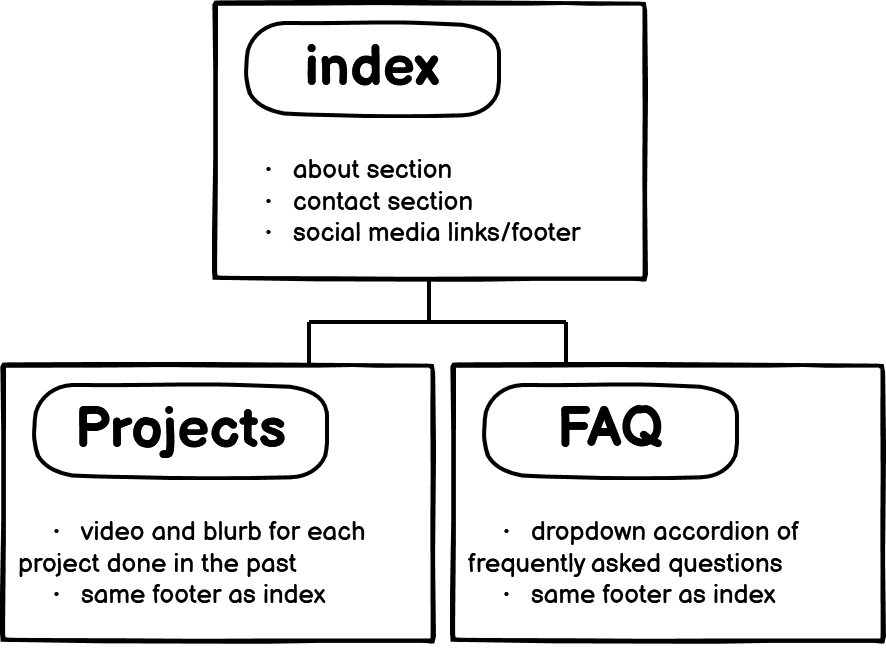 index
· about section
· contact section
· social media links/footer
Projects
· video and blurb for each
project done in the past
· same footer as index
FAQ
· dropdown accordion of
frequently asked questions
· same footer as index